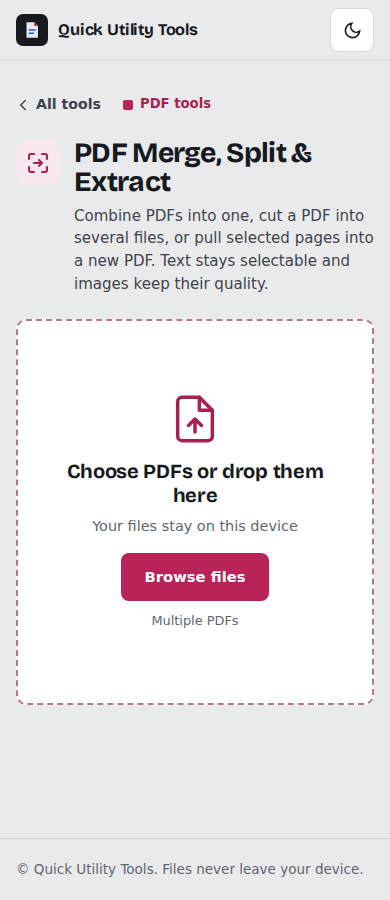 Quick Utility Tools
All tools
PDF tools
PDF Merge, Split &
Extract
Combine PDFs into one, cut a PDF into
several files, or pull selected pages into
a new PDF. Text stays selectable and
images keep their quality.
Choose PDFs or drop them
here
Your files stay on this device
Browse files
Multiple PDFs
© Quick Utility Tools. Files never leave your device.